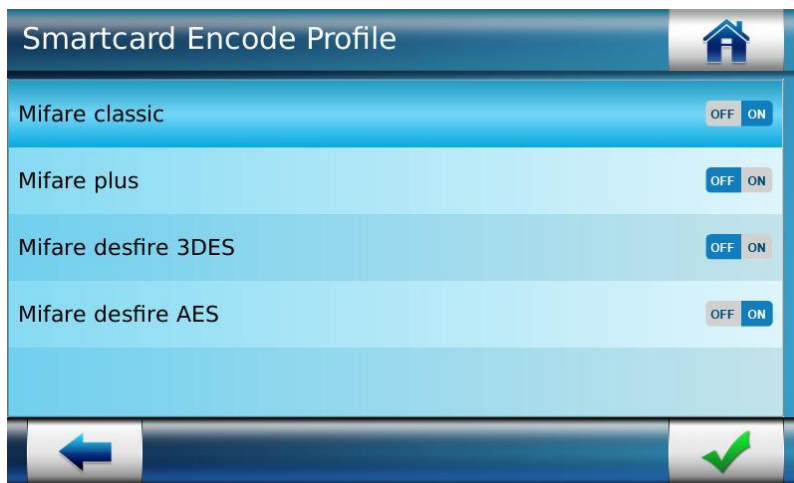 Smartcard Encode Profile
Mifare classic OFF ON
Mifare plus OFF ON
Mifare desfire 3DES OFF ON
Mifare desfire AES OFF ON